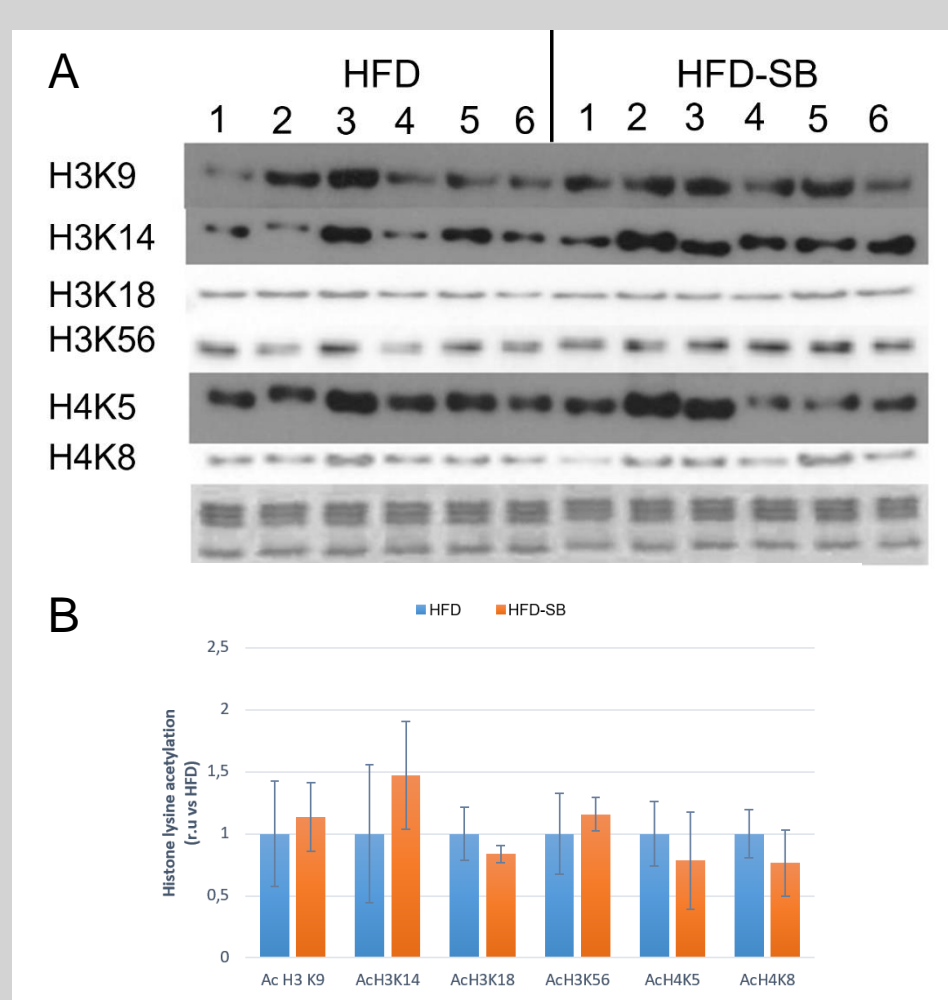 A
HFD HFD-SB
1 2 3 4 5 6 1 2 3 4 5 6
H3K9
H3K14
H3K18
H3K56
H4K5
H4K8
B
HFD HFD-SB
Histone lysine acetylation
(r.u vs HFD)
2,5
2
1,5
1
0,5
0
Ac H3 K9 AcH3K14 AcH3K18 AcH3K56 AcH4K5 AcH4K8